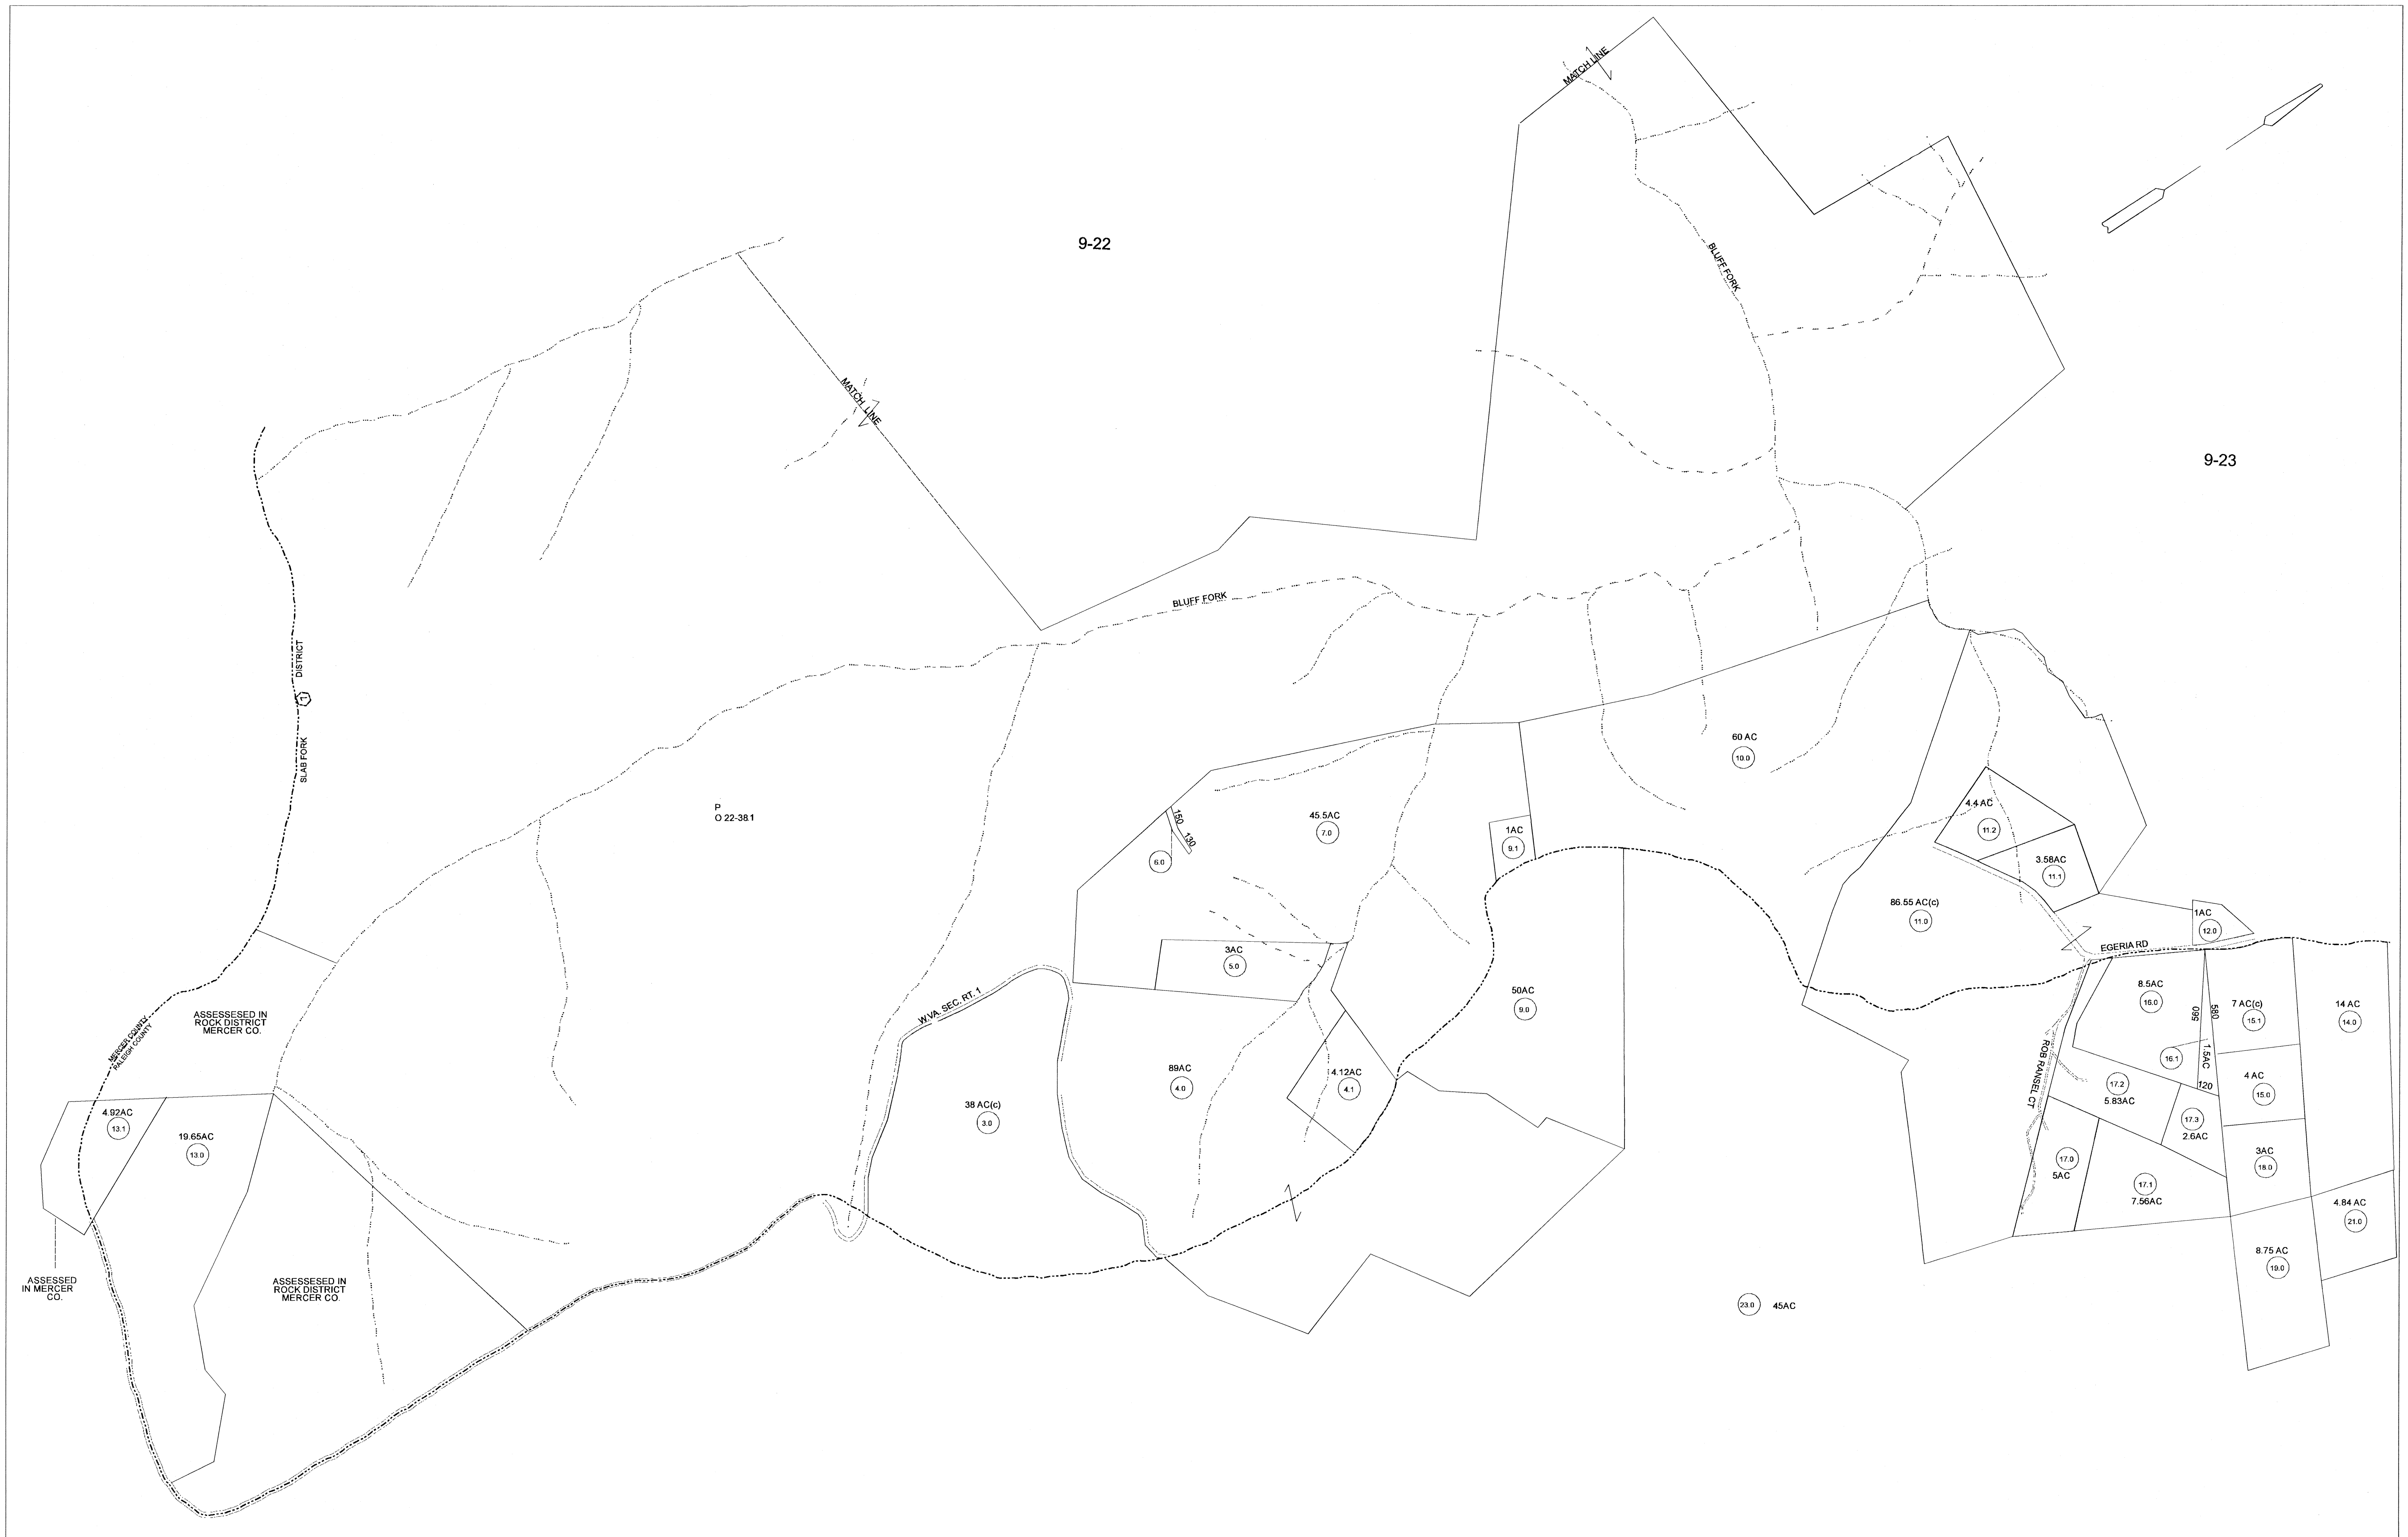 MATCH LINE
9-22
BLUFF FORK
MATCH LINE
9-23
BLUFF FORK
DISTRICT
1
SLAB FORK
P
O 22-38.1
60 AC
10.0
45.5AC
7.0
150
130
6.0
1AC
9.1
4.4 AC
11.2
3.58AC
11.1
86.55 AC(c)
11.0
1AC
12.0
EGERIA RD
3AC
5.0
W.VA. SEC. RT. 1
50AC
9.0
8.5AC
16.0
560
580
7 AC(c)
15.1
14 AC
14.0
ASSESSESED IN
ROCK DISTRICT
MERCER CO.
MERCER COUNTY
RALEIGH COUNTY
ROB RANSEL CT
16.1
1.5AC
120
89AC
4.0
4.12AC
4.1
38 AC(c)
3.0
4 AC
15.0
17.2
5.83AC
17.3
2.6AC
4.92AC
13.1
19.65AC
13.0
17.0
5AC
17.1
7.56AC
3AC
18.0
4.84 AC
21.0
8.75 AC
19.0
ASSESSED
IN MERCER
CO.
ASSESSESED IN
ROCK DISTRICT
MERCER CO.
23.0 45AC